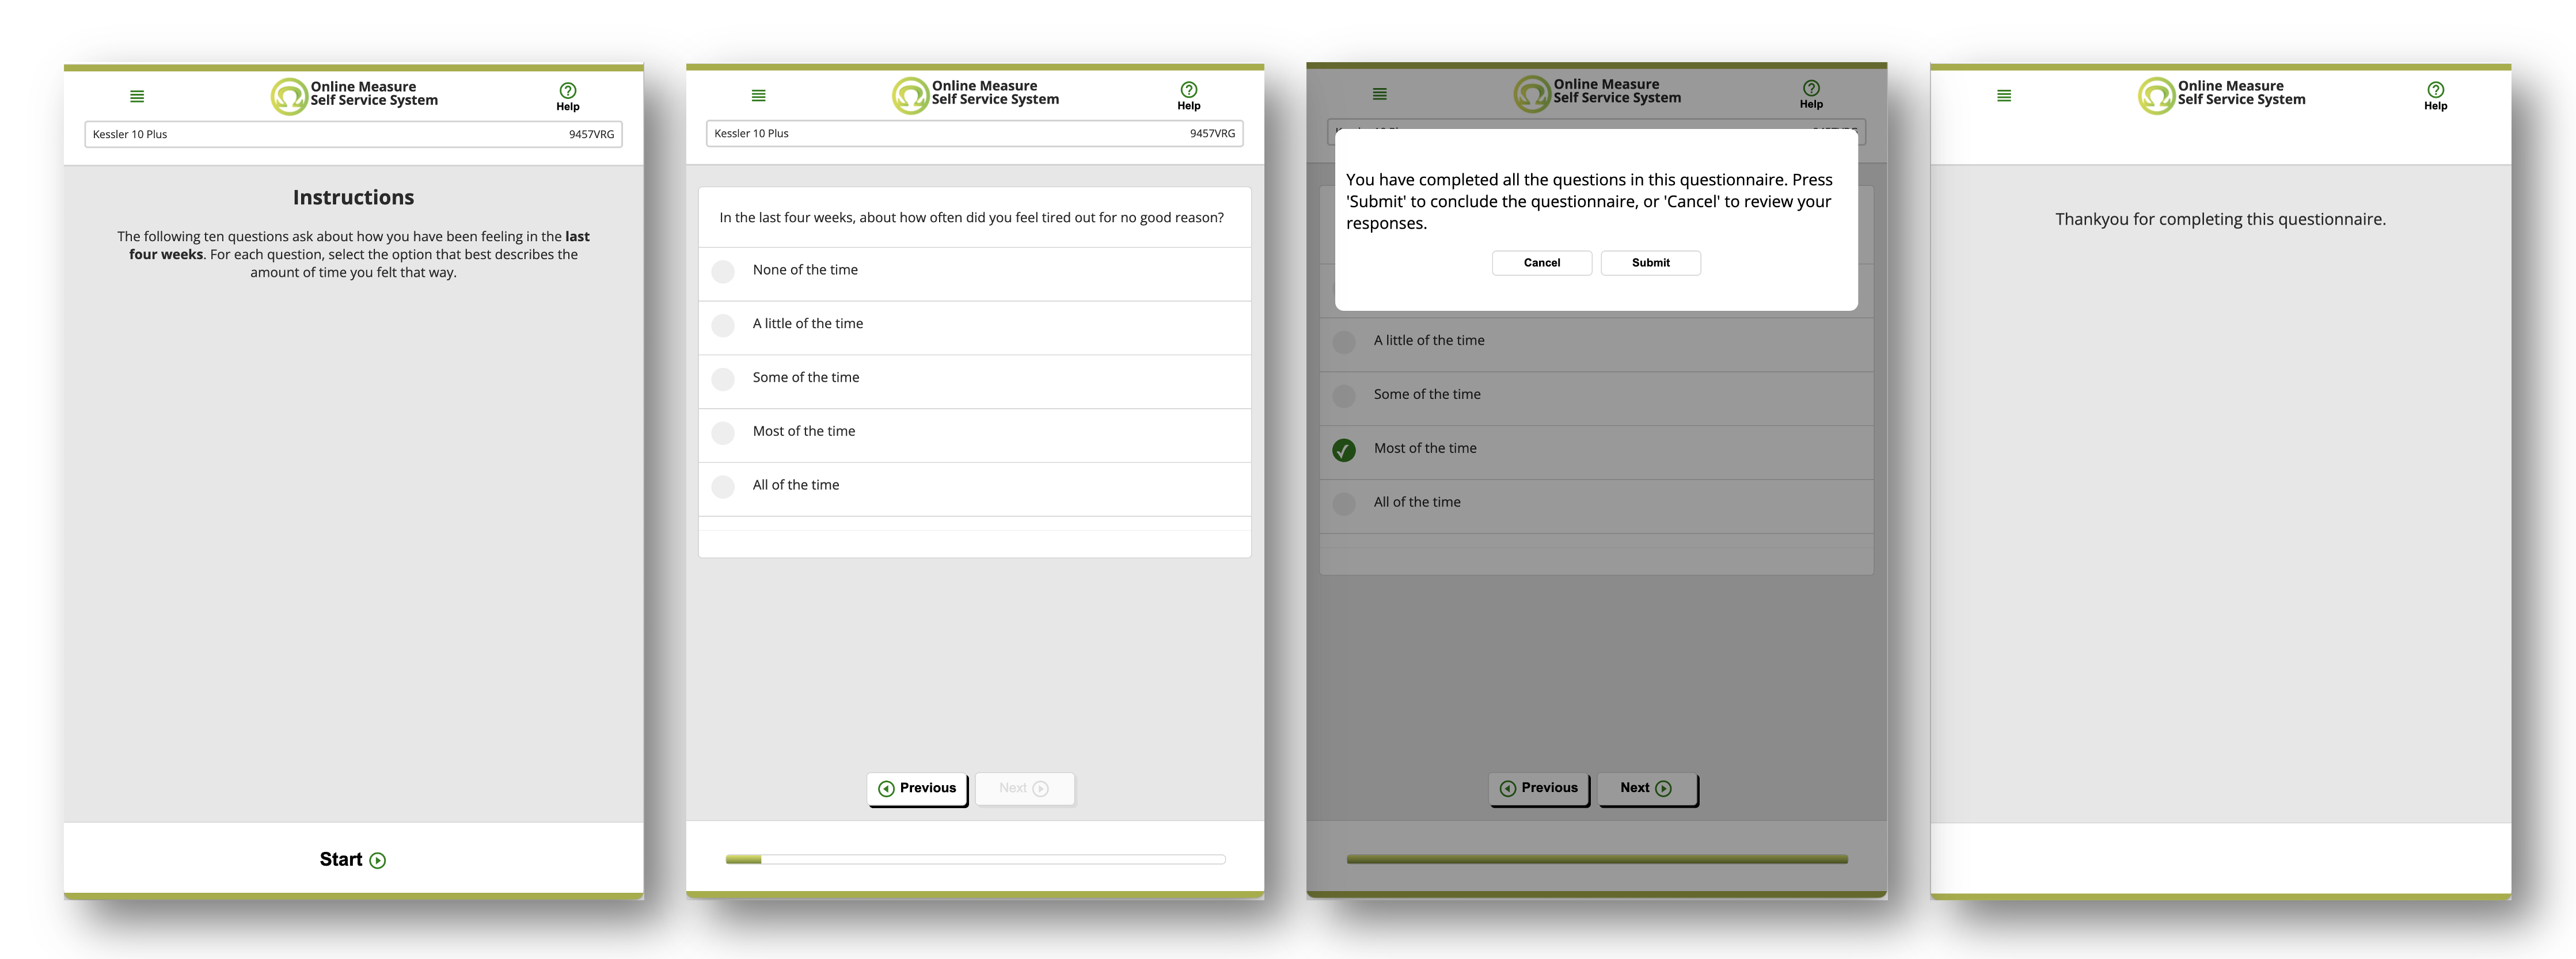 Online Measure
Self Service System
Help
Kessler 10 Plus
9457VRG
Instructions
The following ten questions ask about how you have been feeling in the last
four weeks. For each question, select the option that best describes the
amount of time you felt that way.
Start
Online Measure
Self Service System
Help
Kessler 10 Plus
9457VRG
In the last four weeks, about how often did you feel tired out for no good reason?
None of the time
A little of the time
Some of the time
Most of the time
All of the time
Previous
Next
Online Measure
Self Service System
Help
You have completed all the questions in this questionnaire. Press
'Submit' to conclude the questionnaire, or 'Cancel' to review your
responses.
Cancel
Submit
A little of the time
Some of the time
Most of the time
All of the time
Previous
Next
Online Measure
Self Service System
Help
Thankyou for completing this questionnaire.